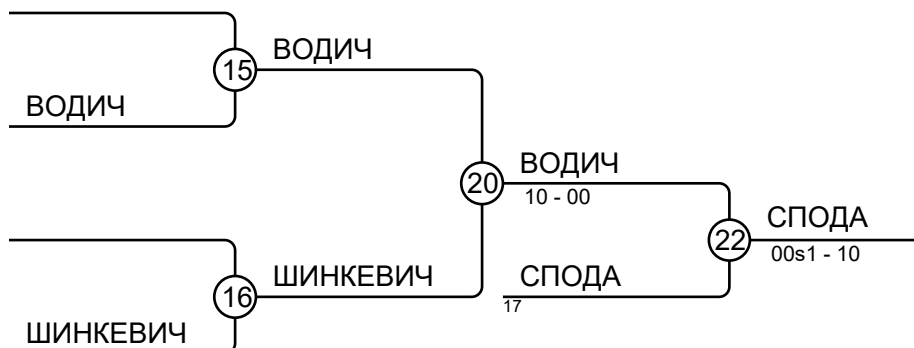 ВОДИЧ
15
ВОДИЧ
ВОДИЧ
20
10 - 00
СПОДА
22
00s1 - 10
ШИНКЕВИЧ
СПОДА
16
17
ШИНКЕВИЧ